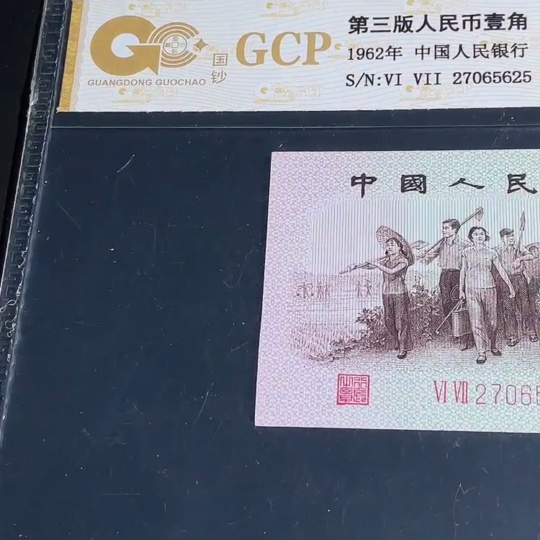 国钞
GCP
GUANGDONG GUOCHAO
第三版人民币壹角
1962年 中国人民银行
S/N:VI VII 27065625
中國人民
VI VII 27065